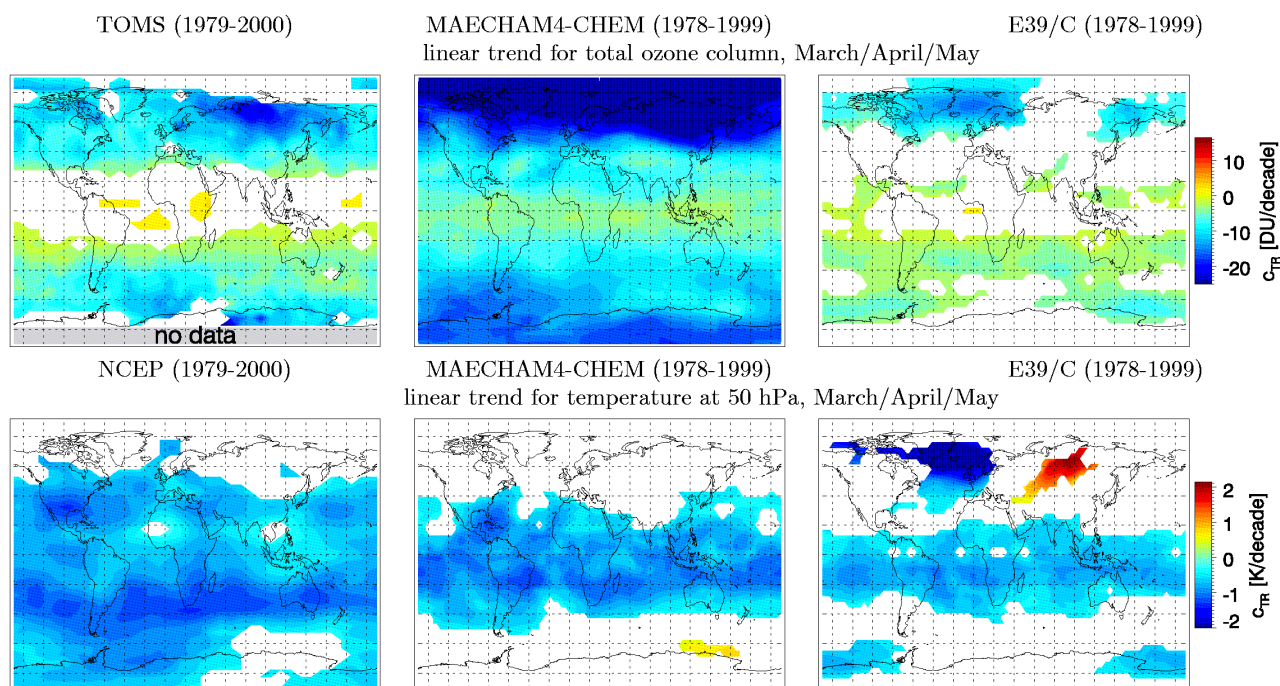 TOMS (1979-2000)
MAECHAM4-CHEM (1978-1999)
E39/C (1978-1999)
linear trend for total ozone column, March/April/May
no data
10
0
-10
-20
c_TR [DU/decade]
NCEP (1979-2000)
MAECHAM4-CHEM (1978-1999)
E39/C (1978-1999)
linear trend for temperature at 50 hPa, March/April/May
2
1
0
-1
-2
c_TR [K/decade]